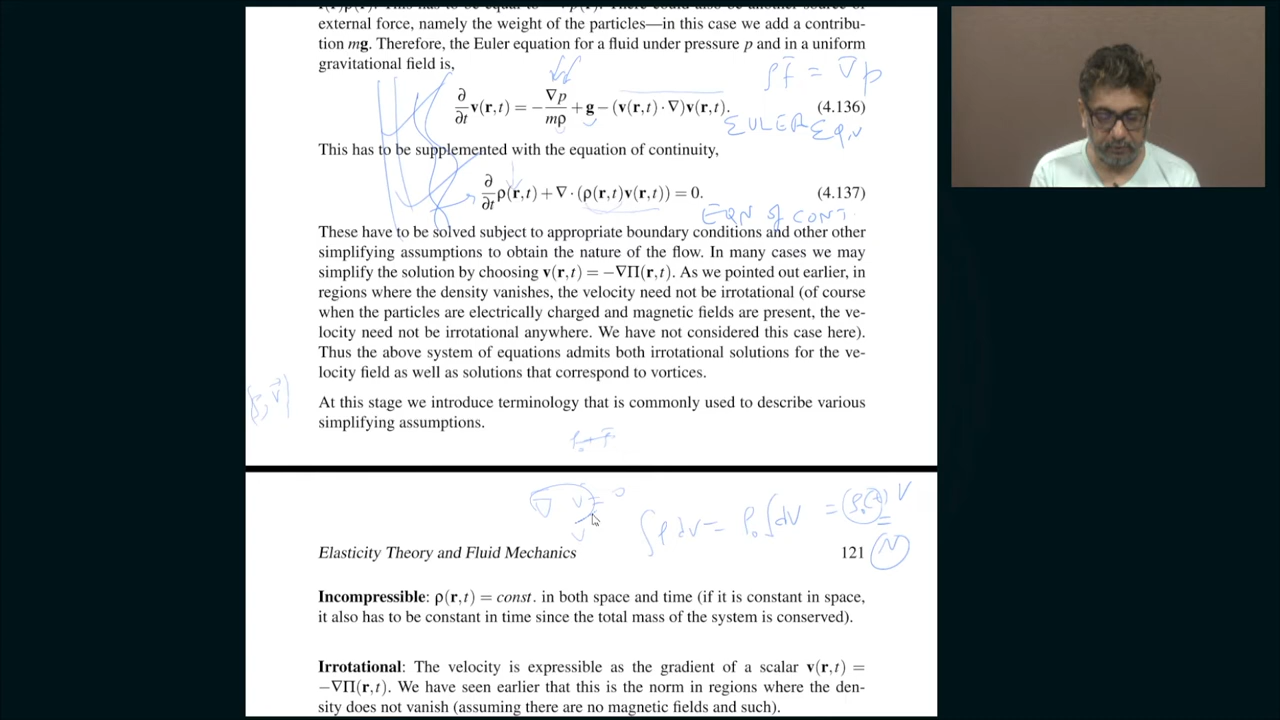 external force, namely the weight of the particles—in this case we add a contribu-
tion mg. Therefore, the Euler equation for a fluid under pressure p and in a uniform
gravitational field is,
ρf̄ = ∇̄p
∂/∂t v(r,t) = −∇p/mρ + g − (v(r,t) · ∇)v(r,t). (4.136)
EULER EQN
This has to be supplemented with the equation of continuity,
∂/∂t ρ(r,t) + ∇ · (ρ(r,t)v(r,t)) = 0. (4.137)
EQN of CONT.
These have to be solved subject to appropriate boundary conditions and other other
simplifying assumptions to obtain the nature of the flow. In many cases we may
simplify the solution by choosing v(r,t) = −∇Π(r,t). As we pointed out earlier, in
regions where the density vanishes, the velocity need not be irrotational (of course
when the particles are electrically charged and magnetic fields are present, the ve-
locity need not be irrotational anywhere. We have not considered this case here).
Thus the above system of equations admits both irrotational solutions for the ve-
locity field as well as solutions that correspond to vortices.
At this stage we introduce terminology that is commonly used to describe various
simplifying assumptions.
∇ v = 0
∫ρ dV = ρ₀∫dV = (ρ₀(t)) V
= N
Elasticity Theory and Fluid Mechanics 121
Incompressible: ρ(r,t) = const. in both space and time (if it is constant in space,
it also has to be constant in time since the total mass of the system is conserved).
Irrotational: The velocity is expressible as the gradient of a scalar v(r,t) =
−∇Π(r,t). We have seen earlier that this is the norm in regions where the den-
sity does not vanish (assuming there are no magnetic fields and such).